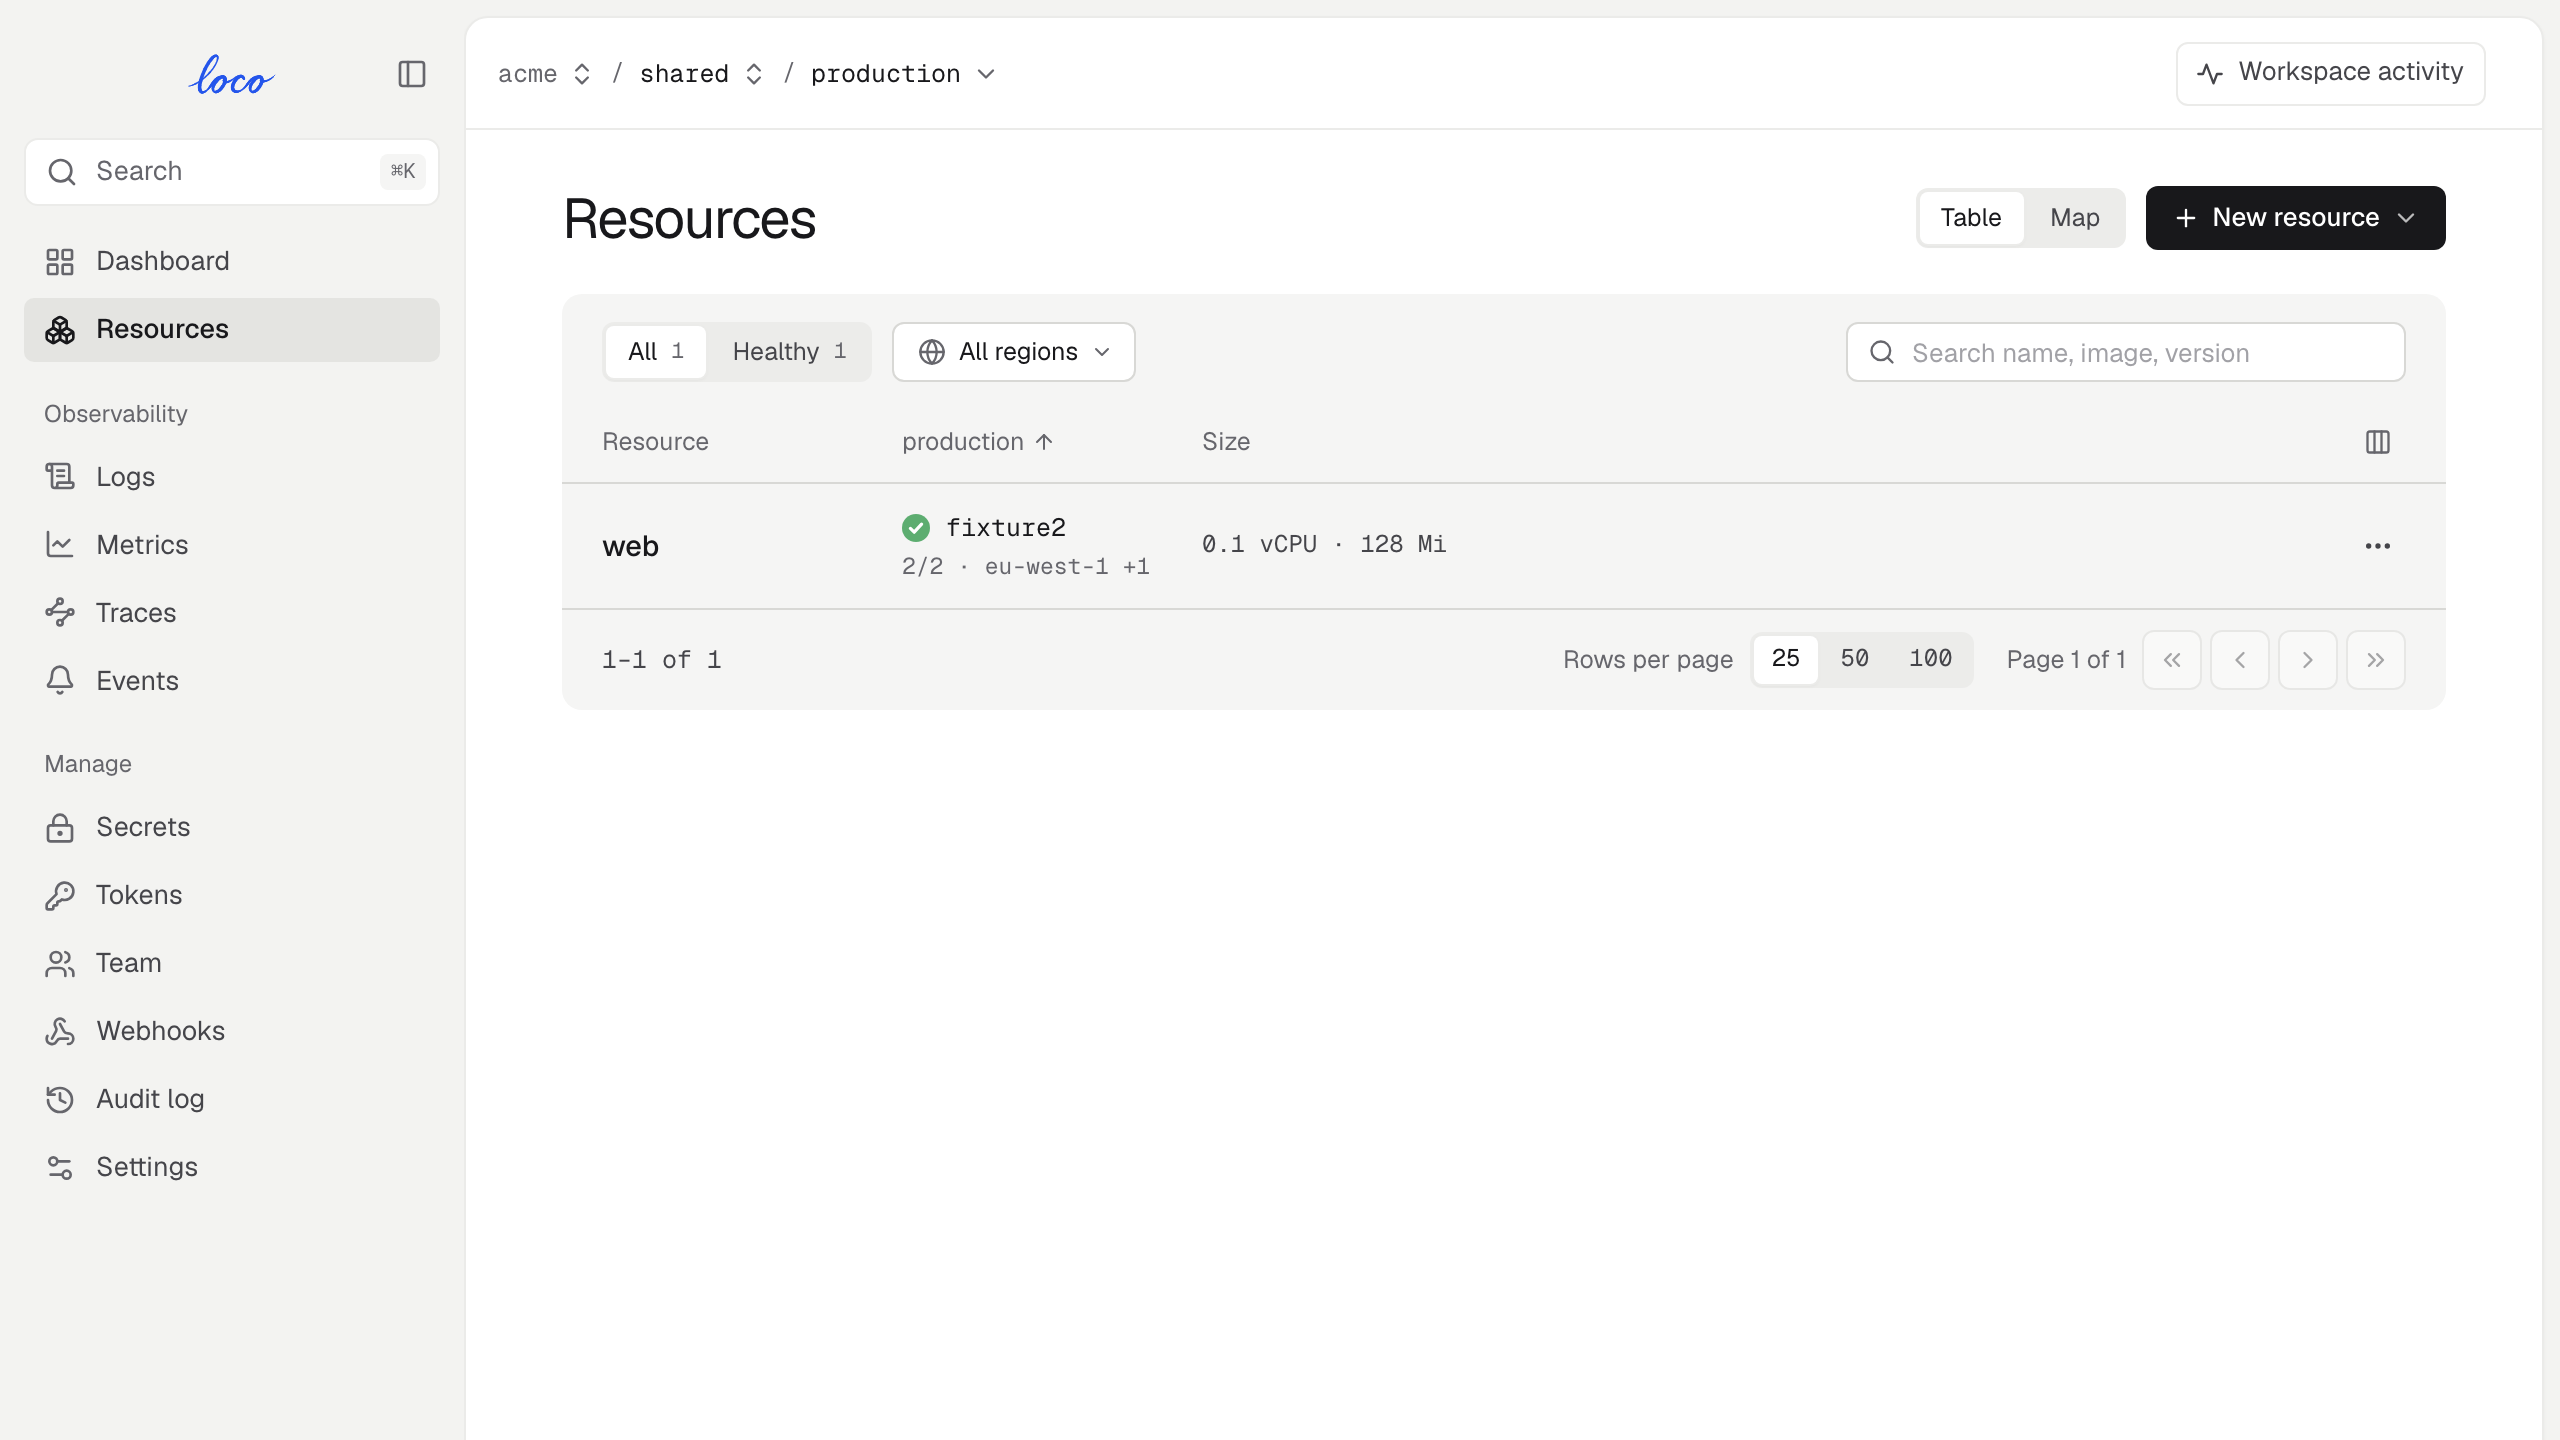 loco
Search ⌘K
Dashboard
Resources
Observability
Logs
Metrics
Traces
Events
Manage
Secrets
Tokens
Team
Webhooks
Audit log
Settings
acme / shared / production
Workspace activity
Resources
Table Map
New resource
All 1 Healthy 1
All regions
Search name, image, version
Resource production Size
web
fixture2
2/2 · eu-west-1 +1
0.1 vCPU · 128 Mi
1-1 of 1
Rows per page 25 50 100
Page 1 of 1